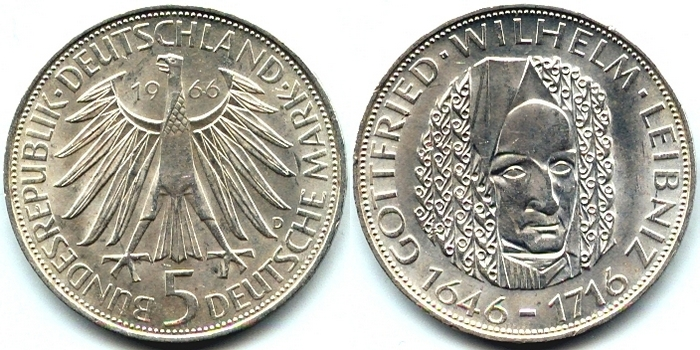 BUNDESREPUBLIK · DEUTSCHLAND ·
1966
D
5
DEUTSCHE MARK
GOTTFRIED · WILHELM · LEIBNIZ
1646 – 1716